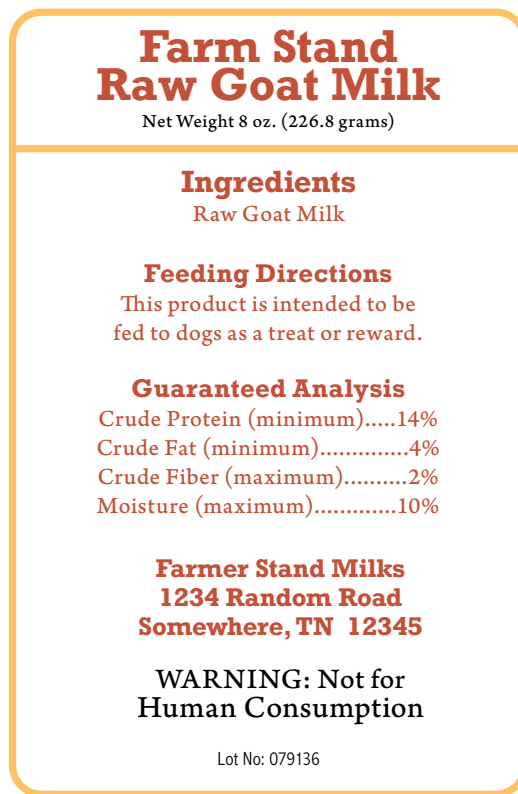 Farm Stand
Raw Goat Milk
Net Weight 8 oz. (226.8 grams)
Ingredients
Raw Goat Milk
Feeding Directions
This product is intended to be
fed to dogs as a treat or reward.
Guaranteed Analysis
Crude Protein (minimum).....14%
Crude Fat (minimum)..............4%
Crude Fiber (maximum)..........2%
Moisture (maximum).............10%
Farmer Stand Milks
1234 Random Road
Somewhere, TN 12345
WARNING: Not for
Human Consumption
Lot No: 079136